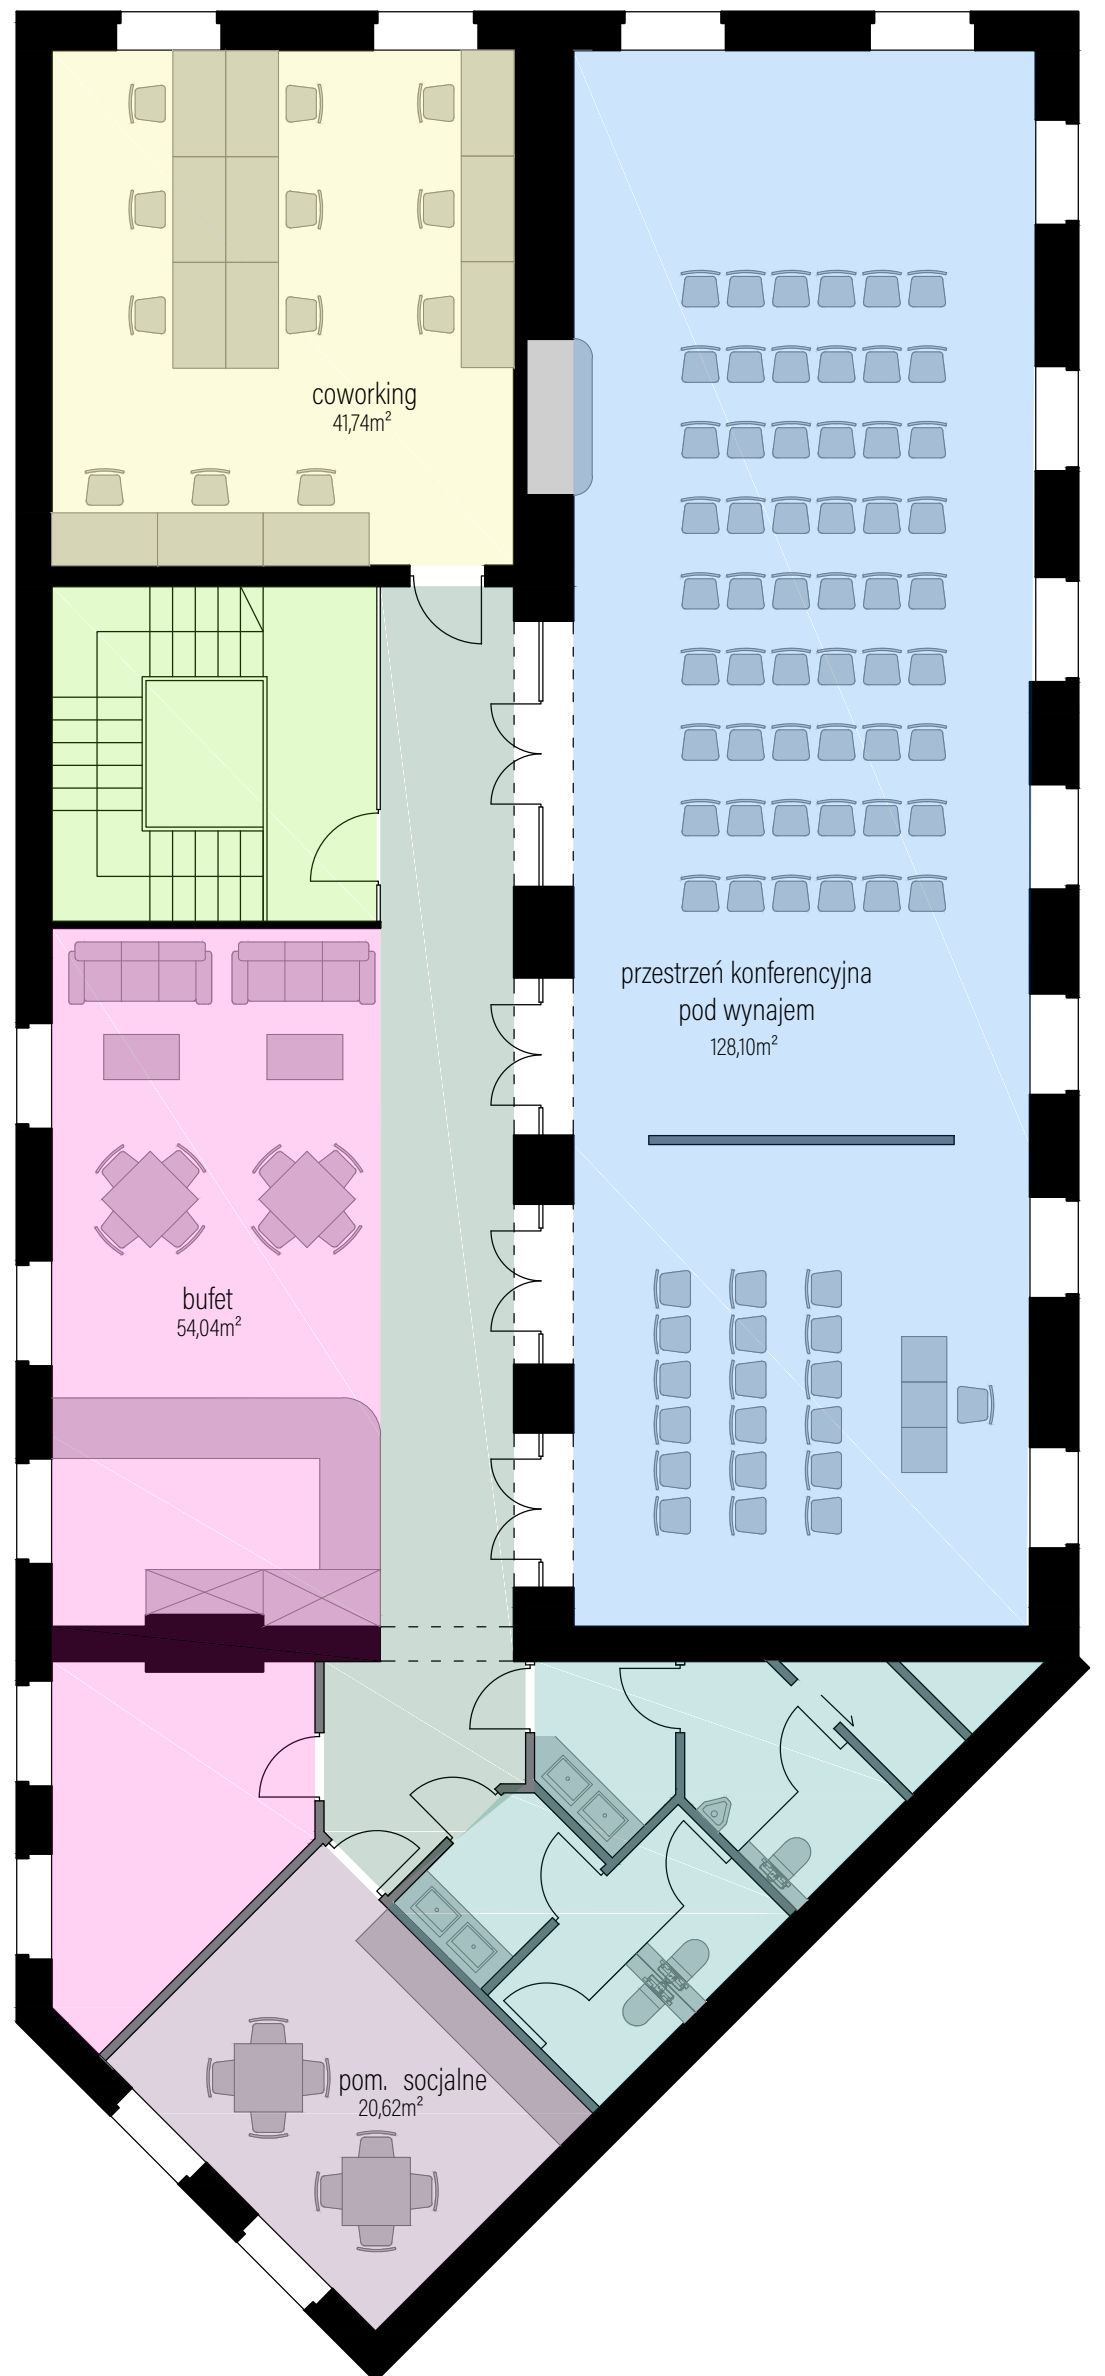 coworking
41,74m²
przestrzeń konferencyjna
pod wynajem
128,10m²
bufet
54,04m²
pom. socjalne
20,62m²